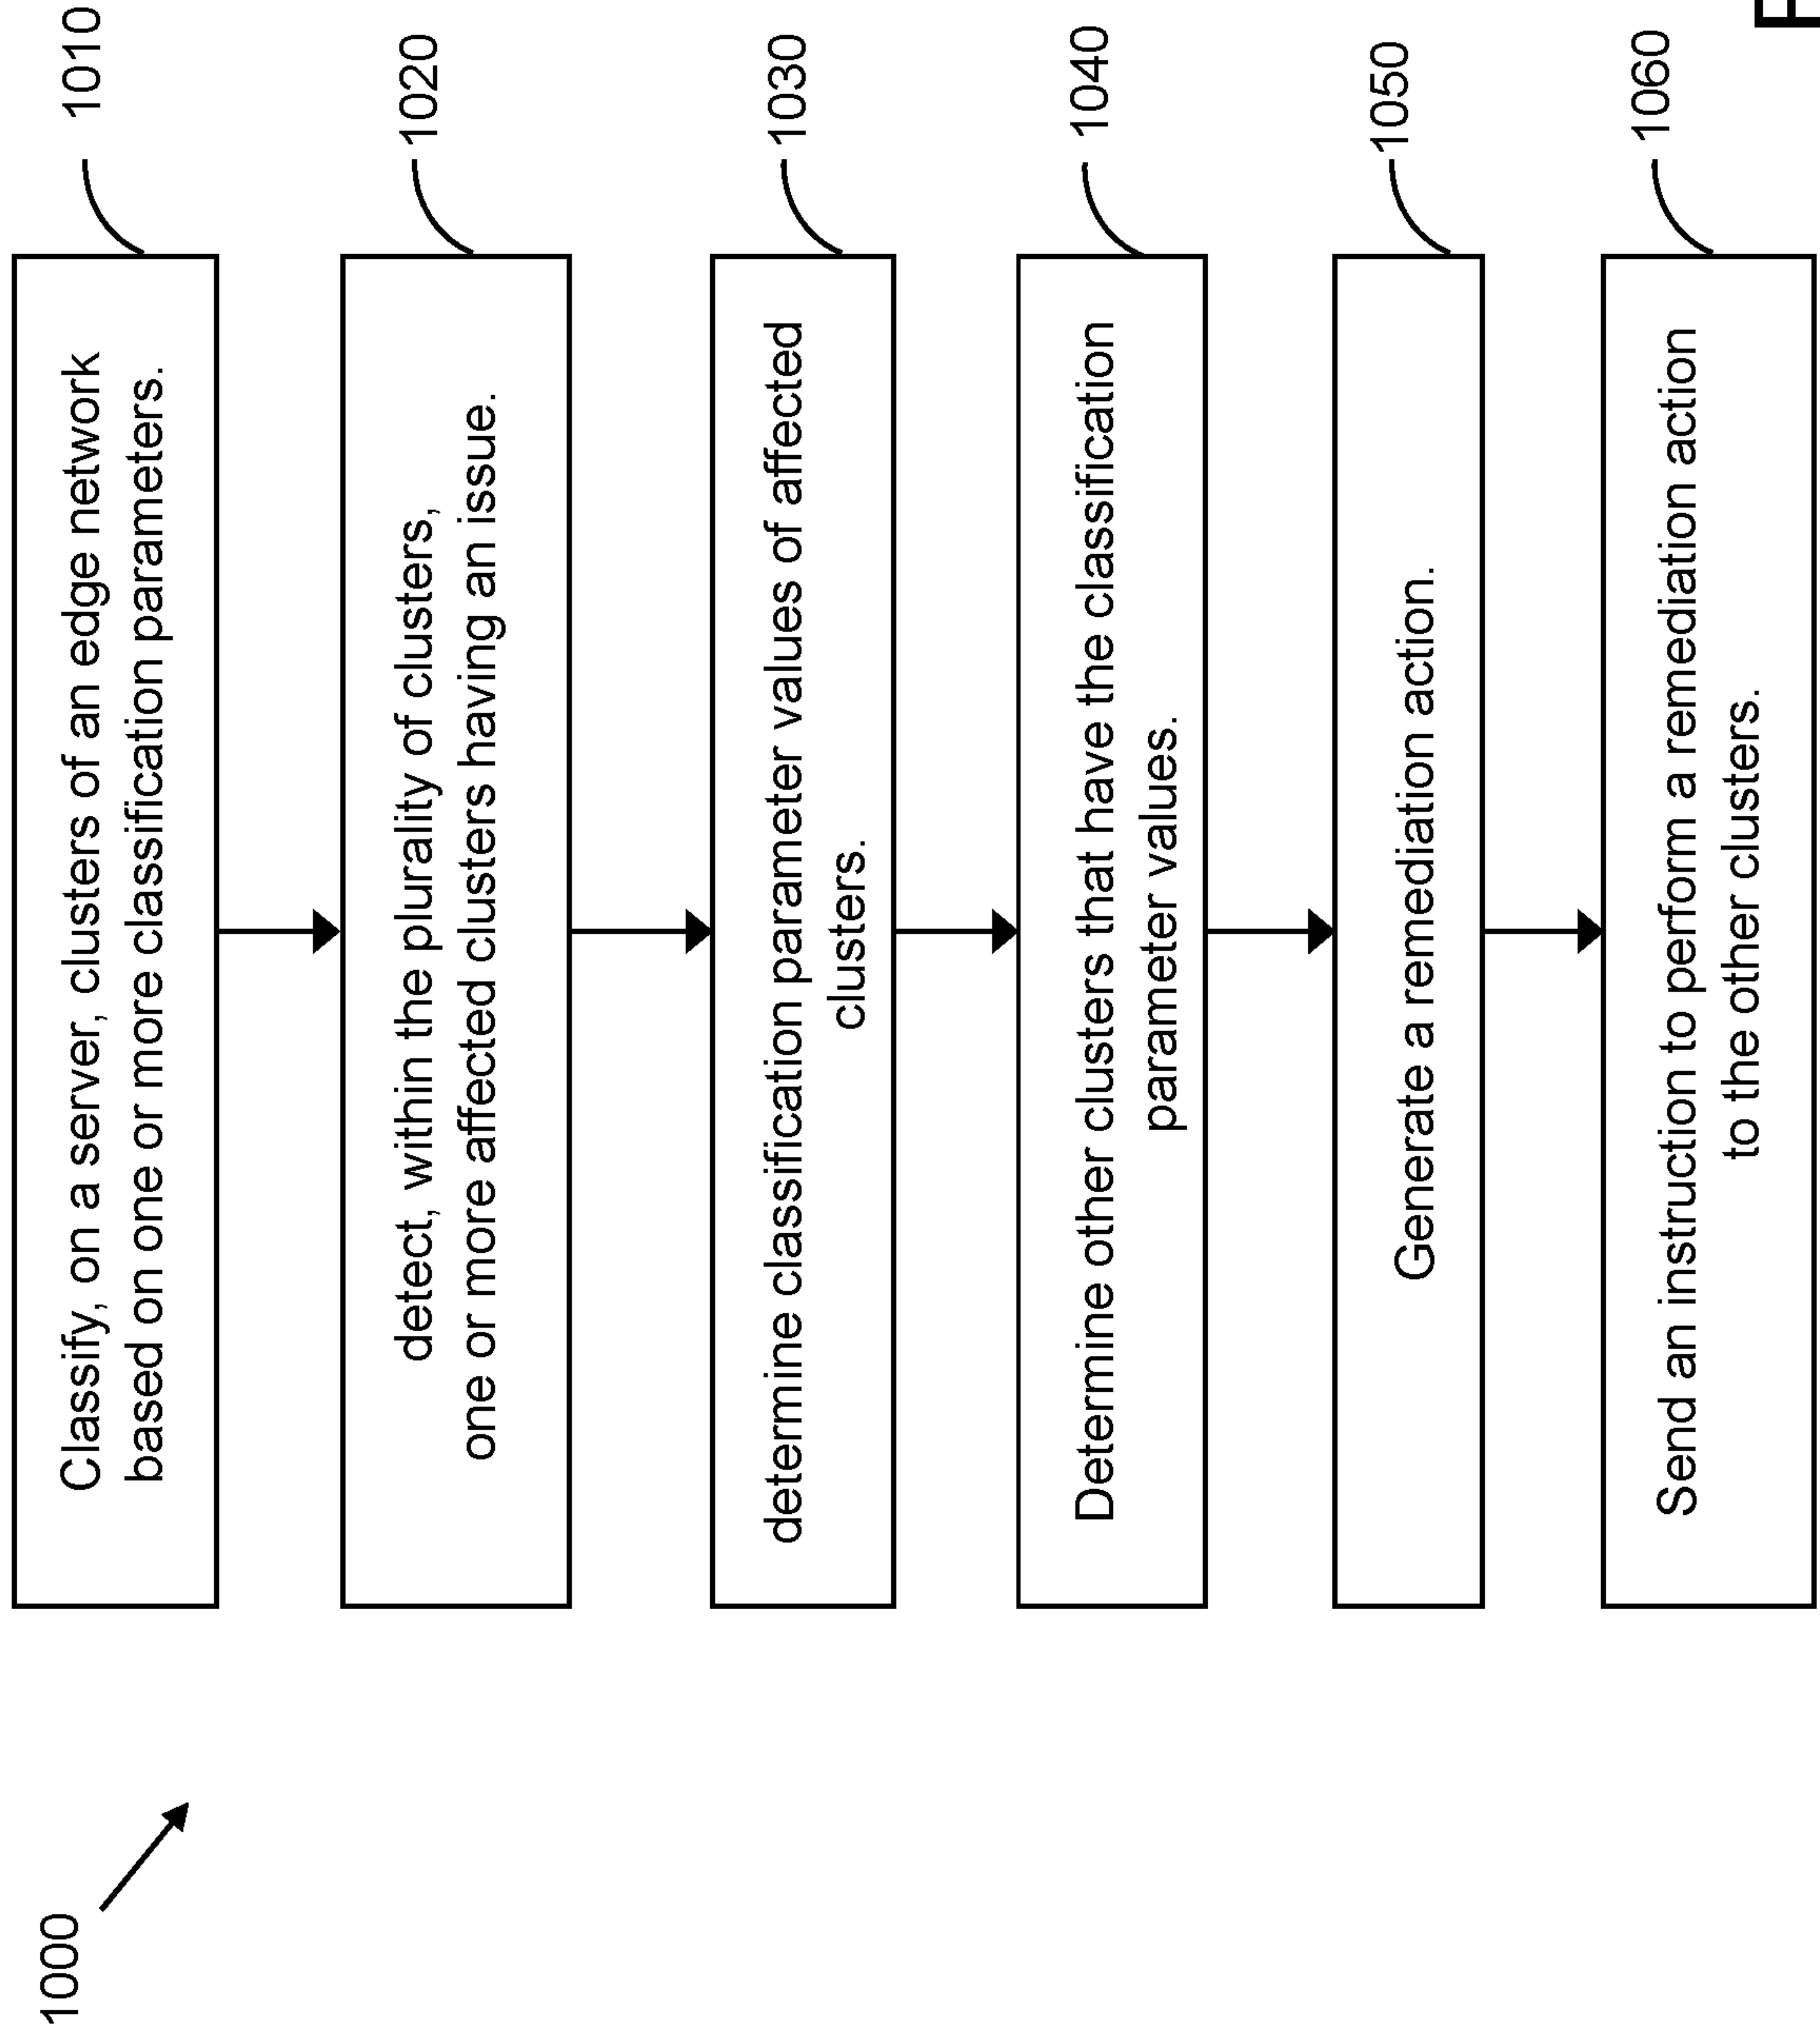 1000
Classify, on a server, clusters of an edge network
based on one or more classification parameters.
1010
detect, within the plurality of clusters,
one or more affected clusters having an issue.
1020
determine classification parameter values of affected
clusters.
1030
Determine other clusters that have the classification
parameter values.
1040
Generate a remediation action.
1050
Send an instruction to perform a remediation action
to the other clusters.
1060